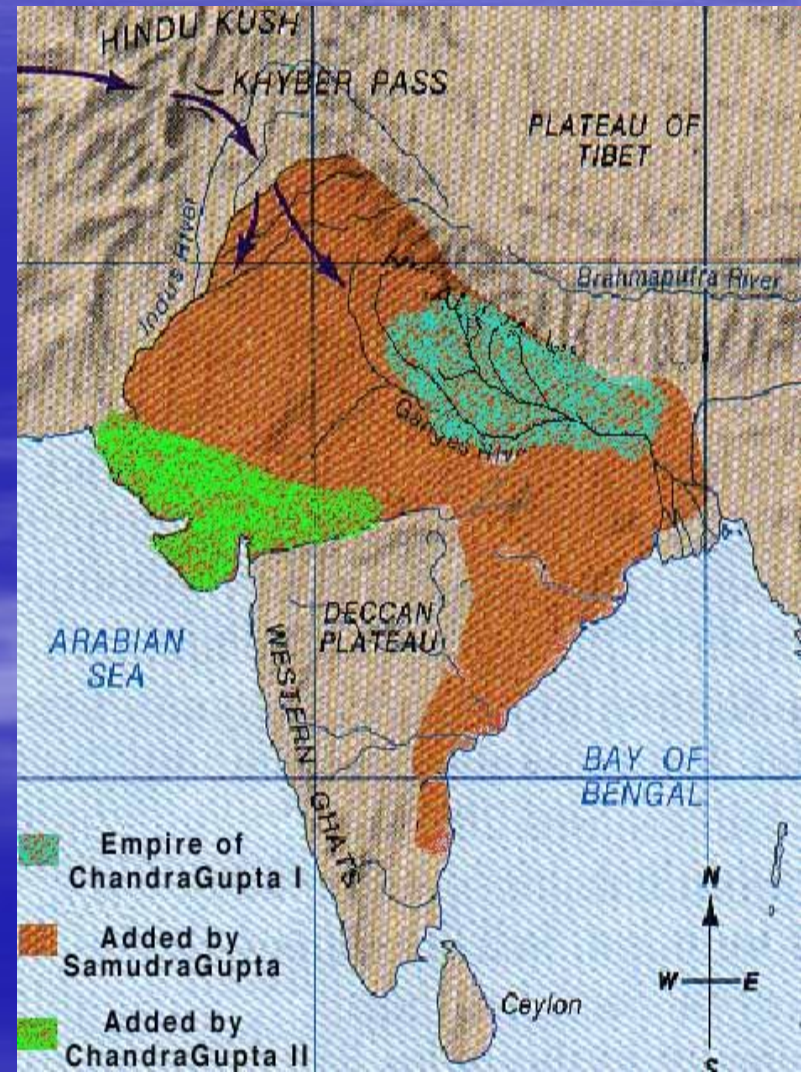 HINDU KUSH
KHYBER PASS
PLATEAU OF
TIBET
Indus River
Brahmaputra River
Ganges River
ARABIAN
SEA
DECCAN
PLATEAU
WESTERN GHATS
BAY OF
BENGAL
Empire of
ChandraGupta I
Added by
SamudraGupta
Added by
ChandraGupta II
Ceylon
N
W E
S